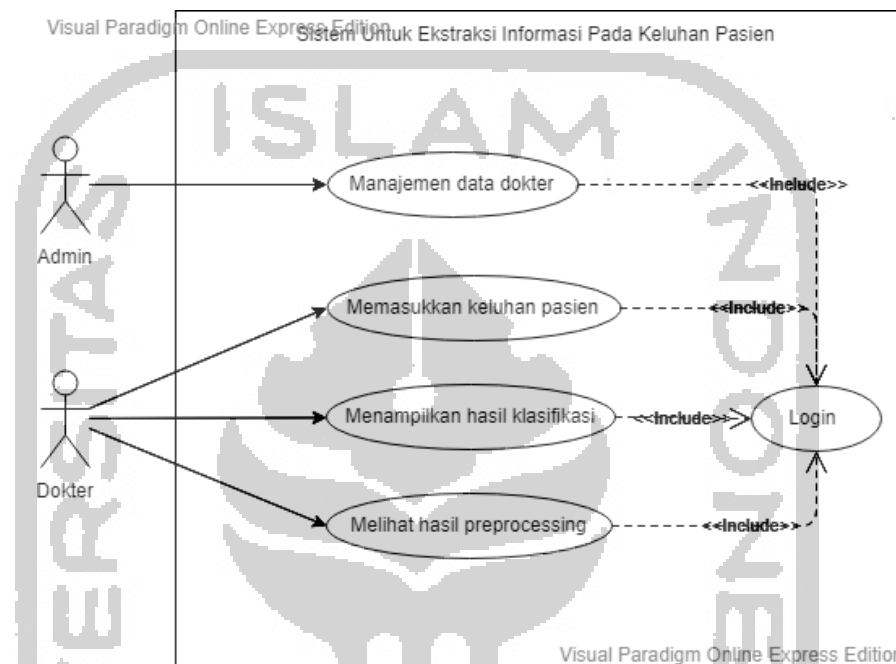 Visual Paradigm Online Express Edition
Sistem Untuk Ekstraksi Informasi Pada Keluhan Pasien
ISLAM
Manajemen data dokter
<<Include>>
Admin
Memasukkan keluhan pasien
<<Include>>
Menampilkan hasil klasifikasi
<<Include>>
Login
Dokter
Melihat hasil preprocessing
<<Include>>
Visual Paradigm Online Express Edition